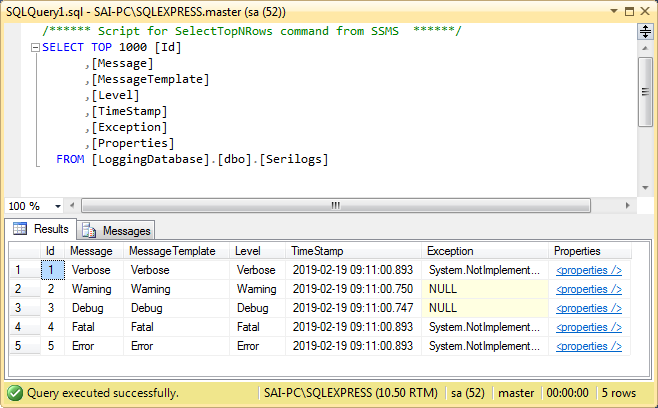 SQLQuery1.sql - SAI-PC\SQLEXPRESS.master (sa (52))
/****** Script for SelectTopNRows command from SSMS  ******/
SELECT TOP 1000 [Id]
,[Message]
,[MessageTemplate]
,[Level]
,[TimeStamp]
,[Exception]
,[Properties]
FROM [LoggingDatabase].[dbo].[Serilogs]
100 %
Results Messages
Id Message MessageTemplate Level TimeStamp Exception Properties
1 1 Verbose Verbose Verbose 2019-02-19 09:11:00.893 System.NotImplement... <properties />
2 2 Warning Warning Warning 2019-02-19 09:11:00.750 NULL <properties />
3 3 Debug Debug Debug 2019-02-19 09:11:00.747 NULL <properties />
4 4 Fatal Fatal Fatal 2019-02-19 09:11:00.893 System.NotImplement... <properties />
5 5 Error Error Error 2019-02-19 09:11:00.893 System.NotImplement... <properties />
Query executed successfully. SAI-PC\SQLEXPRESS (10.50 RTM) sa (52) master 00:00:00 5 rows